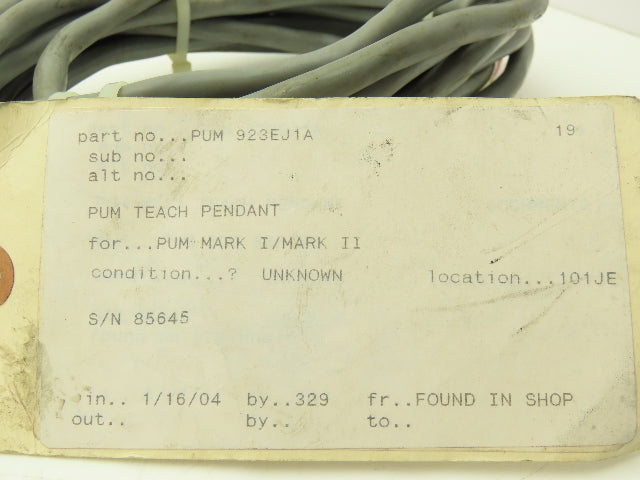 part no...PUM 923EJ1A 19
sub no...
alt no...
PUM TEACH PENDANT
for...PUM MARK I/MARK II
condition...? UNKNOWN location...101JE
S/N 85645
in.. 1/16/04 by..329 fr..FOUND IN SHOP
out.. by.. to..